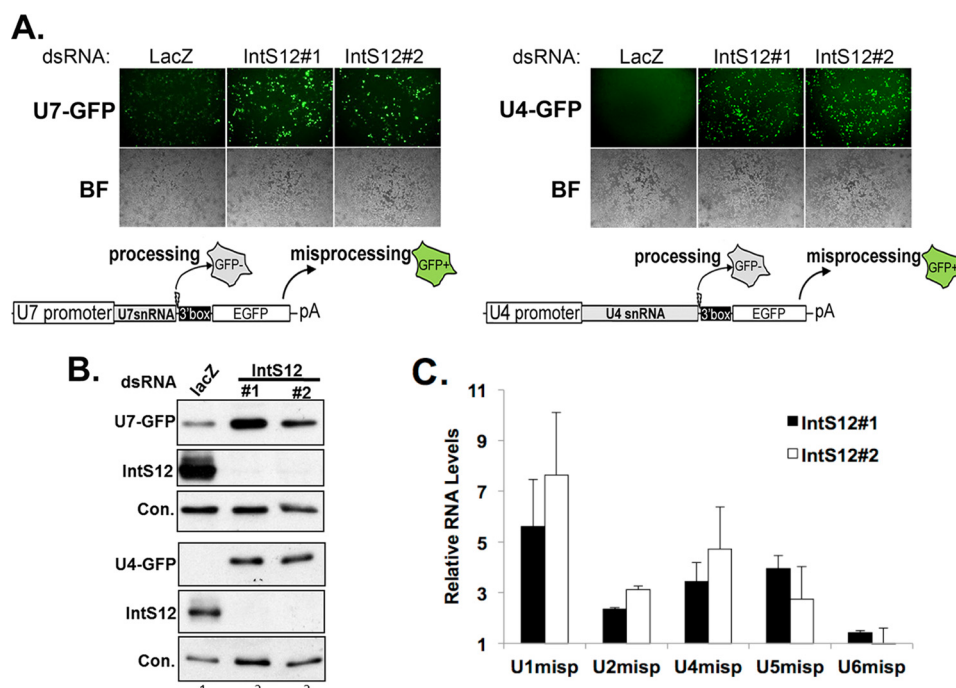 A.
dsRNA: LacZ IntS12#1 IntS12#2
U7-GFP
BF
processing GFP- misprocessing GFP+
U7 promoter U7snRNA 3'box EGFP pA
dsRNA: LacZ IntS12#1 IntS12#2
U4-GFP
BF
processing GFP- misprocessing GFP+
U4 promoter U4 snRNA 3'box EGFP pA
B.
dsRNA lacZ IntS12
#1 #2
U7-GFP
IntS12
Con.
U4-GFP
IntS12
Con.
C.
Relative RNA Levels
11
9
7
5
3
1
IntS12#1
IntS12#2
U1misp U2misp U4misp U5misp U6misp